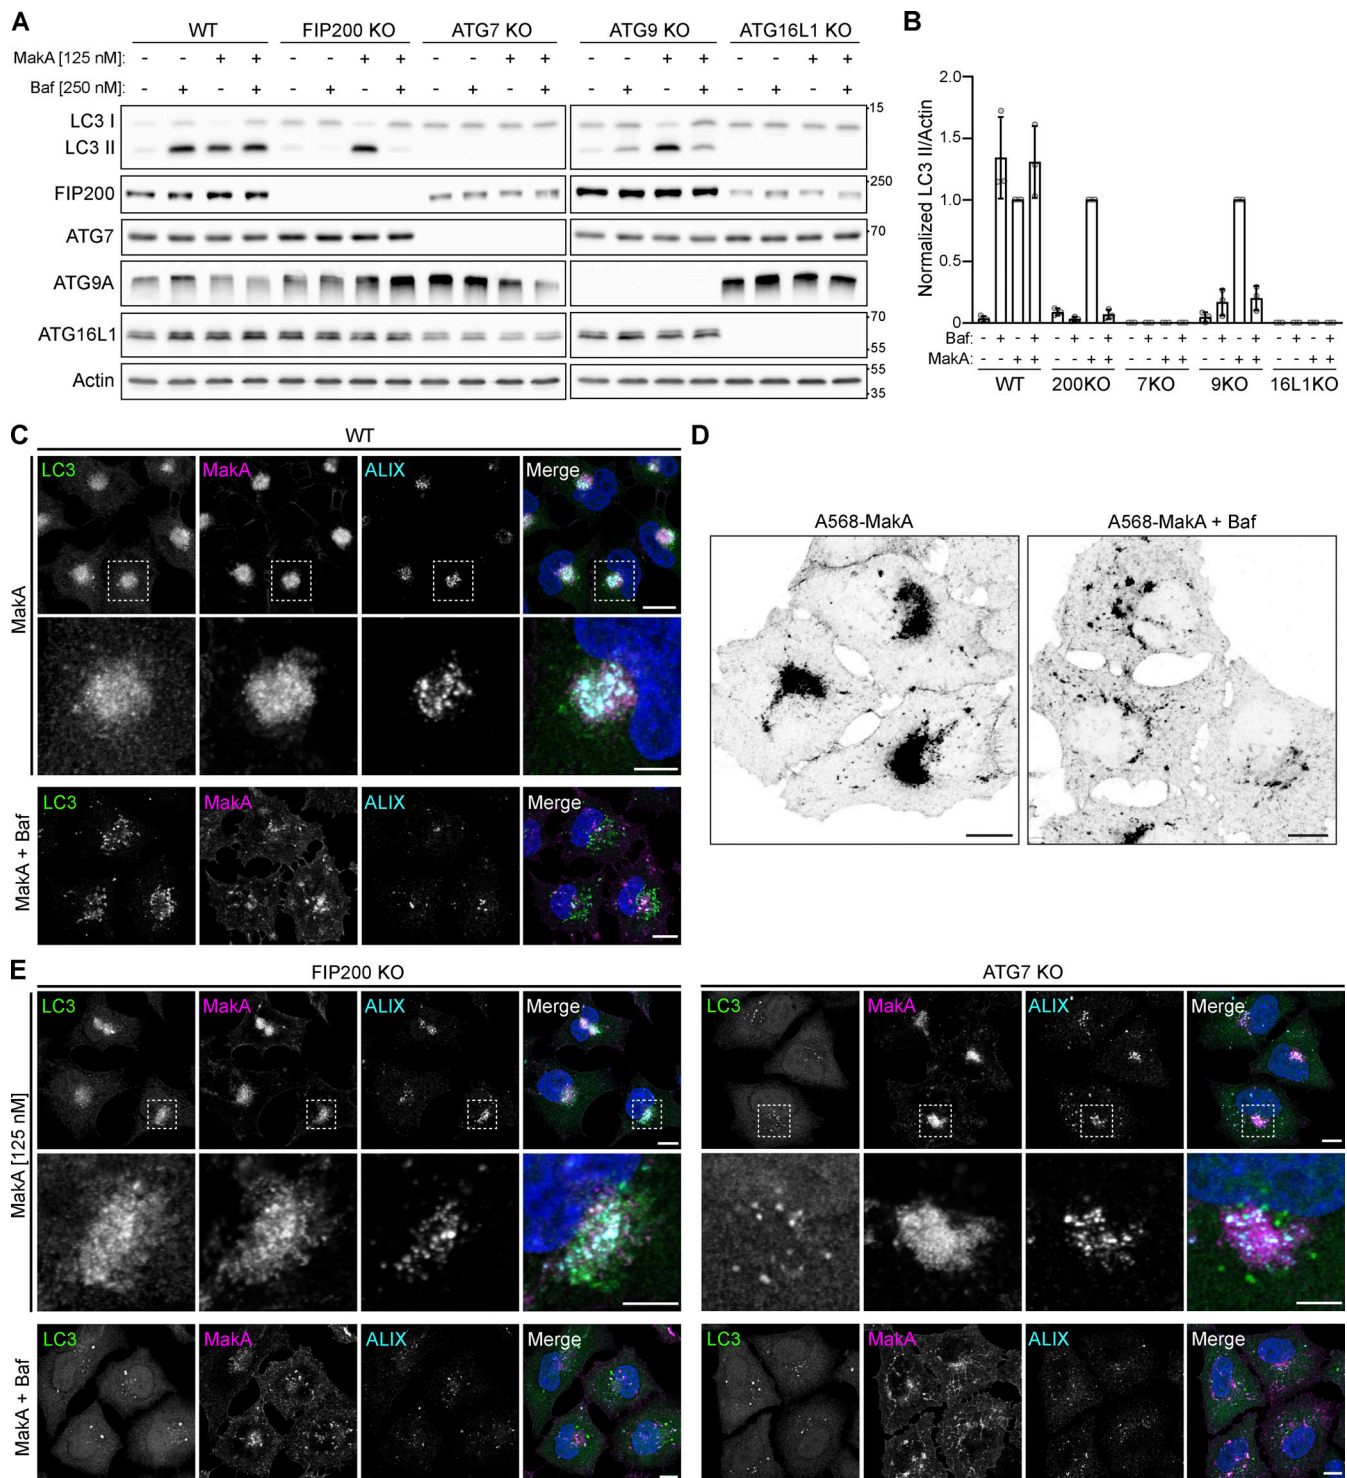 A
WT FIP200 KO ATG7 KO ATG9 KO ATG16L1 KO
MakA [125 nM]: - - + + - - + + - - + + - - + + - - + +
Baf [250 nM] - + - + - + - + - + - + - + - + - + - +
LC3 I
LC3 II
15
FIP200
250
ATG7
70
ATG9A
ATG16L1
70
55
Actin
55
35
B
Normalized LC3 II/Actin
2.0
1.5
1.0
0.5
0
Baf: - + - + - + - + - + - + - + - + - + - +
MakA: - - + + - - + + - - + + - - + + - - + +
WT 200KO 7KO 9KO 16L1KO
C
WT
MakA
LC3 MakA ALIX Merge
MakA + Baf
LC3 MakA ALIX Merge
D
A568-MakA A568-MakA + Baf
E
FIP200 KO ATG7 KO
MakA [125 nM]
LC3 MakA ALIX Merge LC3 MakA ALIX Merge
MakA + Baf
LC3 MakA ALIX Merge LC3 MakA ALIX Merge